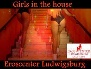 Girls in the house
Eroscenter Ludwigsburg